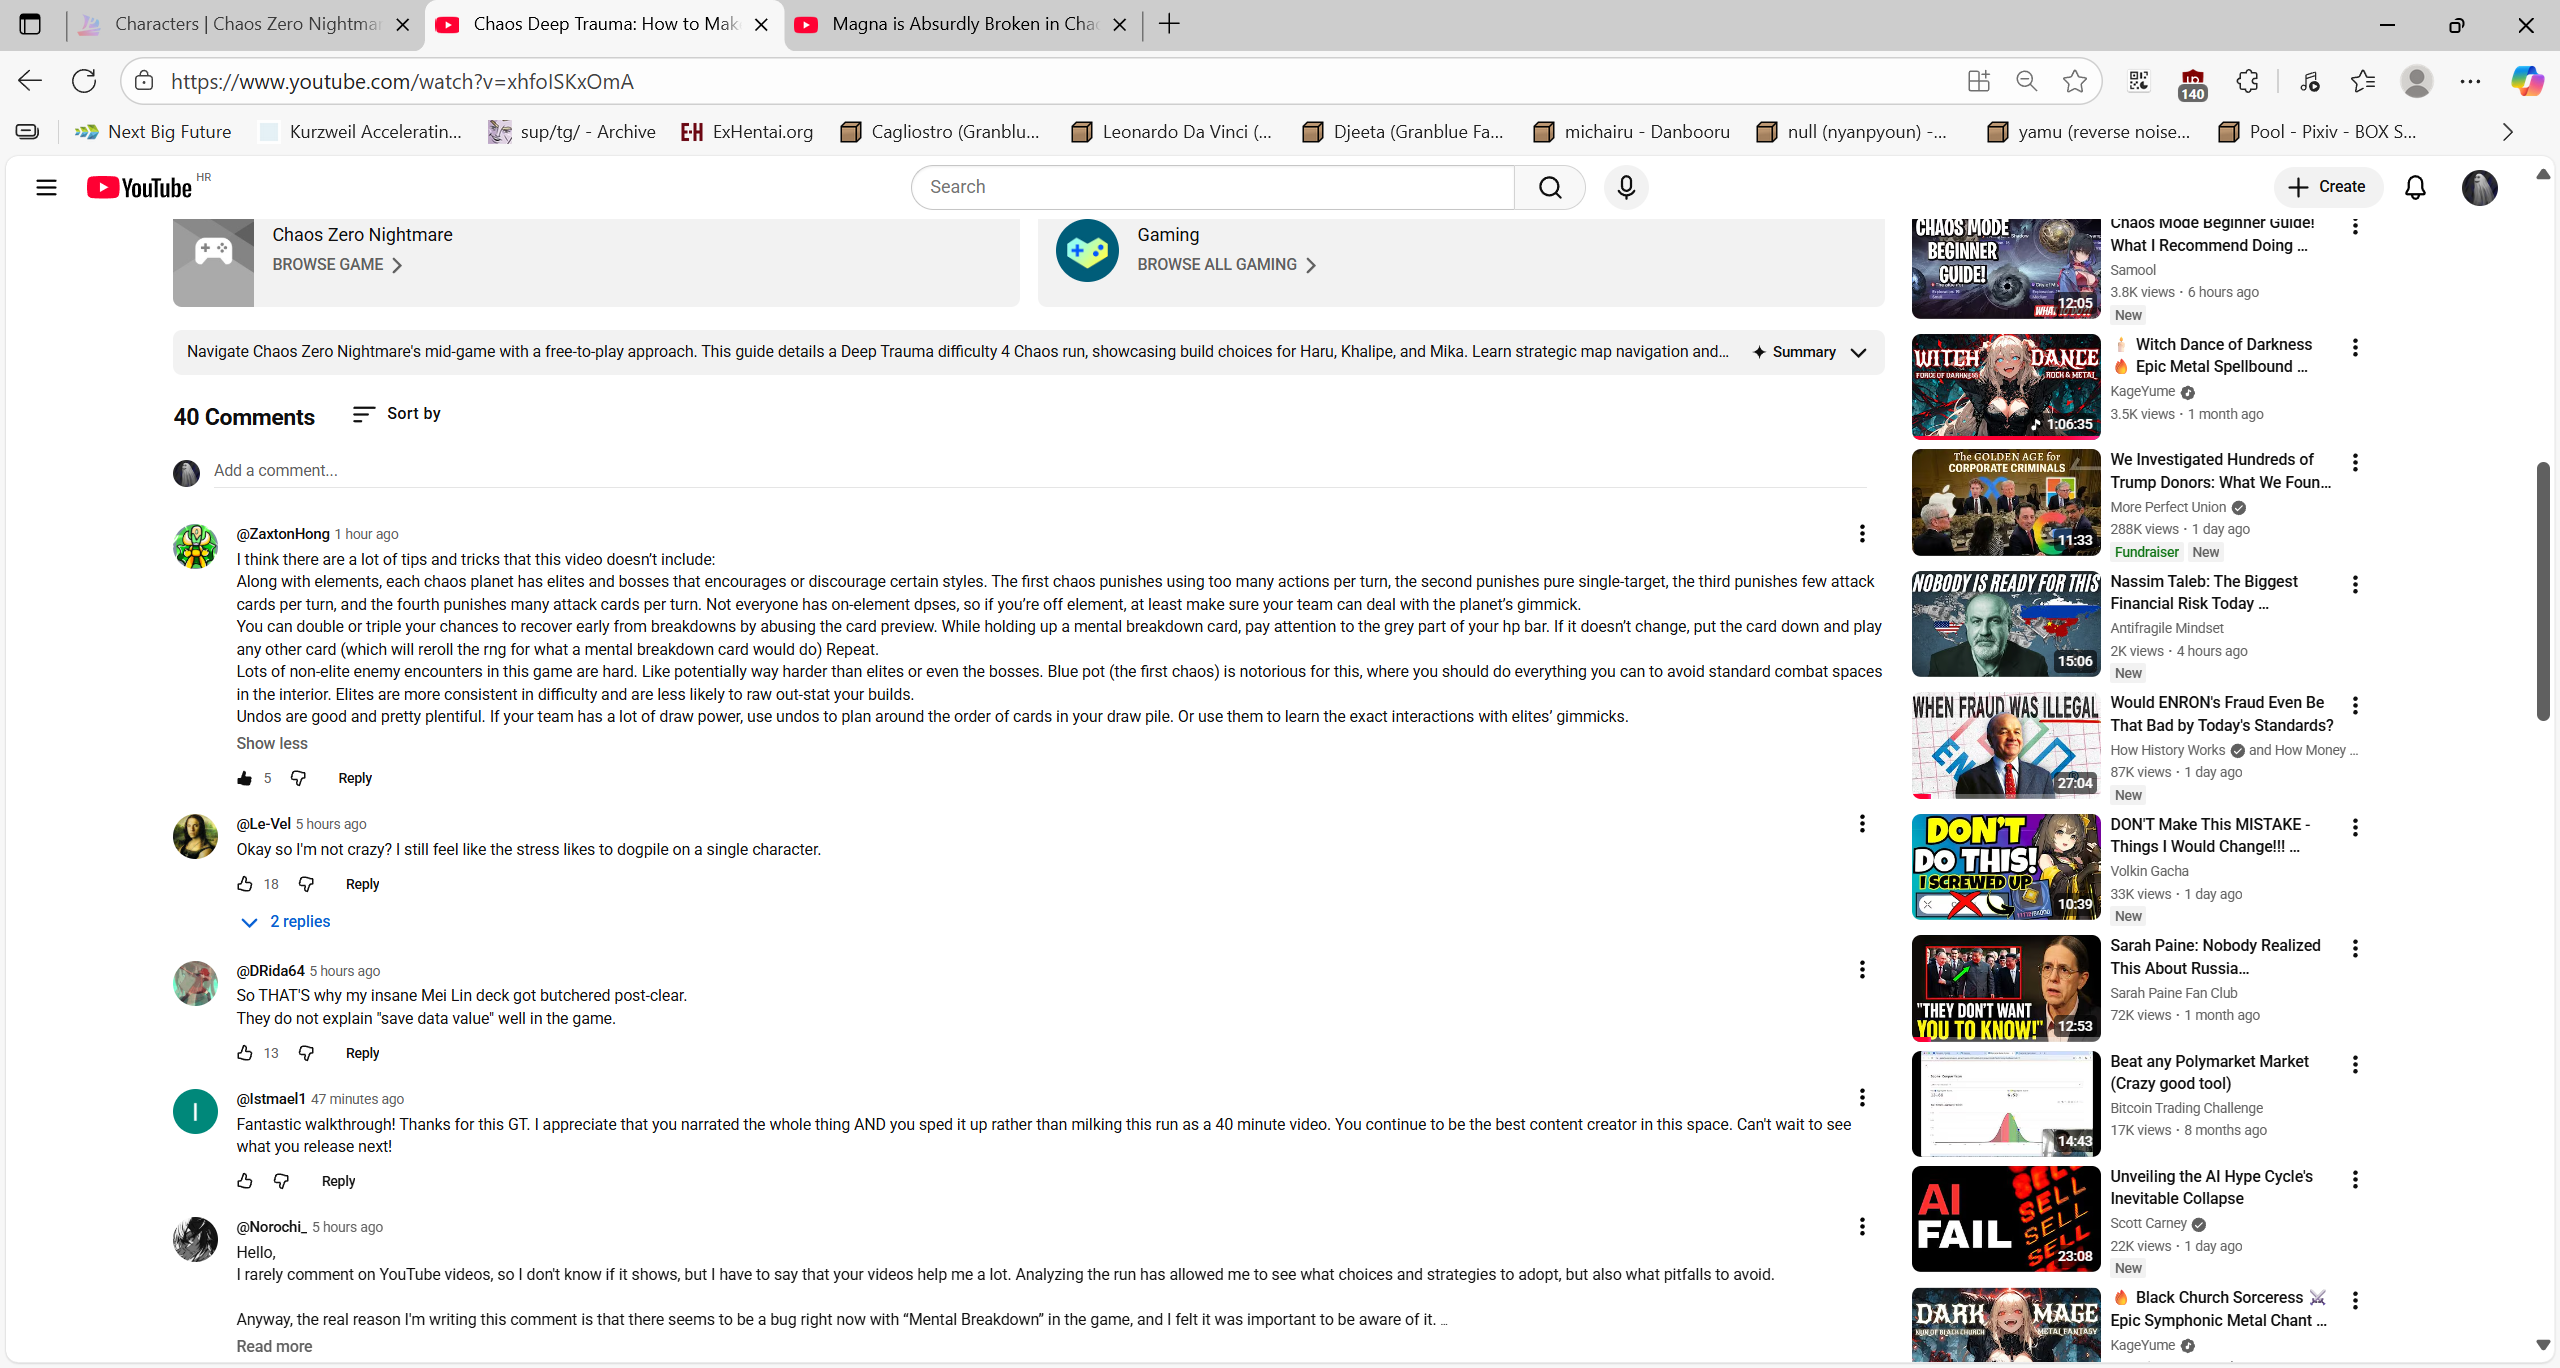 Characters | Chaos Zero Nightmar
Chaos Deep Trauma: How to Mak
Magna is Absurdly Broken in Chao
https://www.youtube.com/watch?v=xhfoISKxOmA
140
Next Big Future
Kurzweil Acceleratin...
sup/tg/ - Archive
E-H ExHentai.org
Cagliostro (Granblu...
Leonardo Da Vinci (...
Djeeta (Granblue Fa...
michairu - Danbooru
null (nyanpyoun) -...
yamu (reverse noise...
Pool - Pixiv - BOX S...
YouTube HR
Search
Create
Chaos Zero Nightmare
BROWSE GAME
Gaming
BROWSE ALL GAMING
Navigate Chaos Zero Nightmare's mid-game with a free-to-play approach. This guide details a Deep Trauma difficulty 4 Chaos run, showcasing build choices for Haru, Khalipe, and Mika. Learn strategic map navigation and...
Summary
40 Comments
Sort by
Add a comment...
@ZaxtonHong 1 hour ago
I think there are a lot of tips and tricks that this video doesn’t include:
Along with elements, each chaos planet has elites and bosses that encourages or discourage certain styles. The first chaos punishes using too many actions per turn, the second punishes pure single-target, the third punishes few attack
cards per turn, and the fourth punishes many attack cards per turn. Not everyone has on-element dpses, so if you’re off element, at least make sure your team can deal with the planet’s gimmick.
You can double or triple your chances to recover early from breakdowns by abusing the card preview. While holding up a mental breakdown card, pay attention to the grey part of your hp bar. If it doesn’t change, put the card down and play
any other card (which will reroll the rng for what a mental breakdown card would do) Repeat.
Lots of non-elite enemy encounters in this game are hard. Like potentially way harder than elites or even the bosses. Blue pot (the first chaos) is notorious for this, where you should do everything you can to avoid standard combat spaces
in the interior. Elites are more consistent in difficulty and are less likely to raw out-stat your builds.
Undos are good and pretty plentiful. If your team has a lot of draw power, use undos to plan around the order of cards in your draw pile. Or use them to learn the exact interactions with elites’ gimmicks.
Show less
5
Reply
@Le-Vel 5 hours ago
Okay so I'm not crazy? I still feel like the stress likes to dogpile on a single character.
18
Reply
2 replies
@DRida64 5 hours ago
So THAT'S why my insane Mei Lin deck got butchered post-clear.
They do not explain "save data value" well in the game.
13
Reply
I
@Istmael1 47 minutes ago
Fantastic walkthrough! Thanks for this GT. I appreciate that you narrated the whole thing AND you sped it up rather than milking this run as a 40 minute video. You continue to be the best content creator in this space. Can't wait to see
what you release next!
Reply
@Norochi_ 5 hours ago
Hello,
I rarely comment on YouTube videos, so I don't know if it shows, but I have to say that your videos help me a lot. Analyzing the run has allowed me to see what choices and strategies to adopt, but also what pitfalls to avoid.
Anyway, the real reason I'm writing this comment is that there seems to be a bug right now with “Mental Breakdown” in the game, and I felt it was important to be aware of it. ...
Read more
CHAOS MODE
BEGINNER
GUIDE!
12:05
Chaos Mode Beginner Guide!
What I Recommend Doing ...
Samool
3.8K views · 6 hours ago
New
WITCH DANCE
FORCE OF DARKNESS ROCK & METAL
1:06:35
Witch Dance of Darkness
Epic Metal Spellbound ...
KageYume
3.5K views · 1 month ago
The GOLDEN AGE for
CORPORATE CRIMINALS
11:33
We Investigated Hundreds of
Trump Donors: What We Foun...
More Perfect Union
288K views · 1 day ago
Fundraiser New
NOBODY IS READY FOR THIS
15:06
Nassim Taleb: The Biggest
Financial Risk Today ...
Antifragile Mindset
2K views · 4 hours ago
New
WHEN FRAUD WAS ILLEGAL
27:04
Would ENRON's Fraud Even Be
That Bad by Today's Standards?
How History Works and How Money ...
87K views · 1 day ago
New
DON'T
DO THIS!
I SCREWED UP
10:39
DON'T Make This MISTAKE -
Things I Would Change!!! ...
Volkin Gacha
33K views · 1 day ago
New
"THEY DON'T WANT
YOU TO KNOW!"
12:53
Sarah Paine: Nobody Realized
This About Russia...
Sarah Paine Fan Club
72K views · 1 month ago
14:43
Beat any Polymarket Market
(Crazy good tool)
Bitcoin Trading Challenge
17K views · 8 months ago
AI
FAIL
SELL
SELL
SELL
SELL
23:08
Unveiling the AI Hype Cycle's
Inevitable Collapse
Scott Carney
22K views · 1 day ago
New
DARK MAGE
NUN OF BLACK CHURCH METAL FANTASY
Black Church Sorceress
Epic Symphonic Metal Chant ...
KageYume